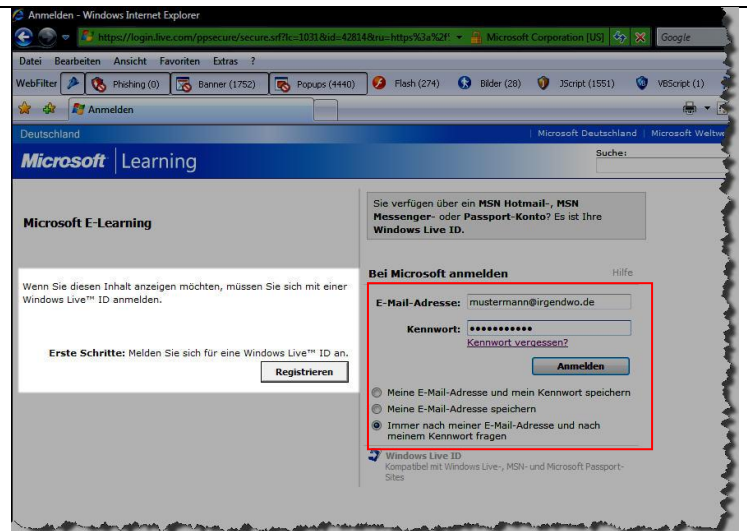 Anmelden - Windows Internet Explorer
https://login.live.com/ppsecure/secure.srf?lc=1031&id=42814&ru=https%3a%2f!
Microsoft Corporation [US]
Google
Datei Bearbeiten Ansicht Favoriten Extras ?
WebFilter Phishing (0) Banner (1752) Popups (4440) Flash (274) Bilder (28) JScript (1551) VBScript (1)
Anmelden
Deutschland
Microsoft Deutschland | Microsoft Weltwe
Microsoft Learning
Suche:
Microsoft E-Learning
Wenn Sie diesen Inhalt anzeigen möchten, müssen Sie sich mit einer
Windows Live™ ID anmelden.
Erste Schritte: Melden Sie sich für eine Windows Live™ ID an.
Registrieren
Sie verfügen über ein MSN Hotmail-, MSN
Messenger- oder Passport-Konto? Es ist Ihre
Windows Live ID.
Bei Microsoft anmelden
Hilfe
E-Mail-Adresse: mustermann@irgendwo.de
Kennwort: •••••••••••
Kennwort vergessen?
Anmelden
Meine E-Mail-Adresse und mein Kennwort speichern
Meine E-Mail-Adresse speichern
Immer nach meiner E-Mail-Adresse und nach
meinem Kennwort fragen
Windows Live ID
Kompatibel mit Windows Live-, MSN- und Microsoft Passport-
Sites